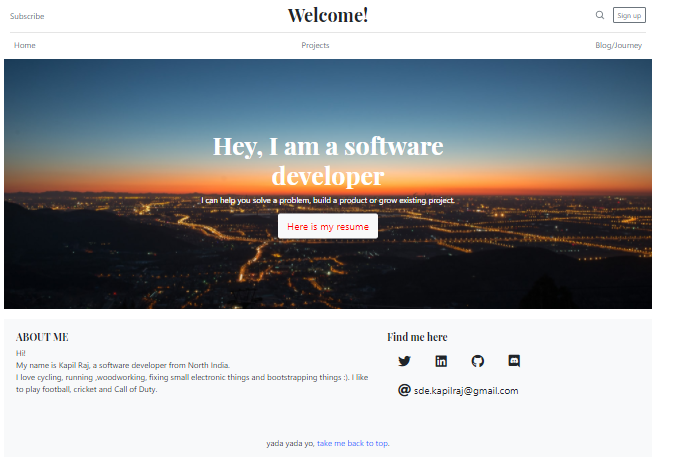 Subscribe
Welcome!
Sign up
Home
Projects
Blog/Journey
Hey, I am a software
developer
I can help you solve a problem, build a product or grow existing project.
Here is my resume
ABOUT ME
Hi!
My name is Kapil Raj, a software developer from North India.
I love cycling, running ,woodworking, fixing small electronic things and bootstrapping things :). I like
to play football, cricket and Call of Duty.
Find me here
@ sde.kapilraj@gmail.com
yada yada yo, take me back to top.